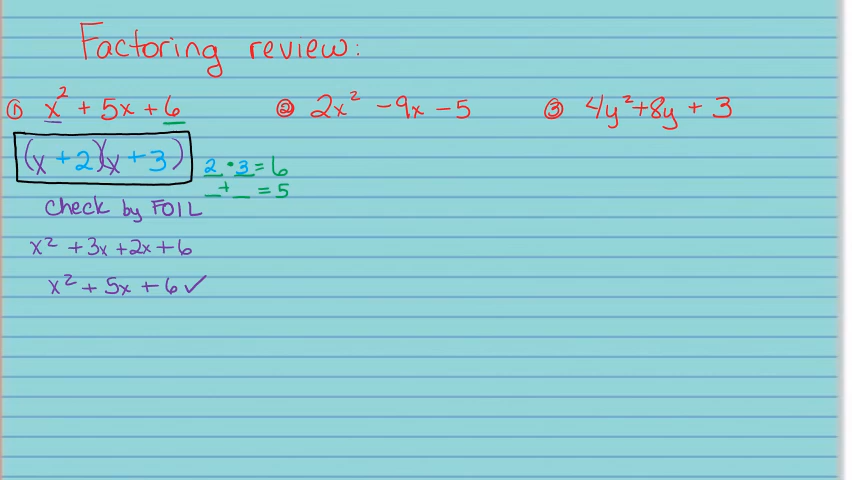 Factoring review:
① x² + 5x + 6
(x + 2)(x + 3)
2 · 3 = 6
_ + _ = 5
Check by FOIL
x² + 3x + 2x + 6
x² + 5x + 6 ✓
② 2x² - 9x - 5
③ 4y² + 8y + 3